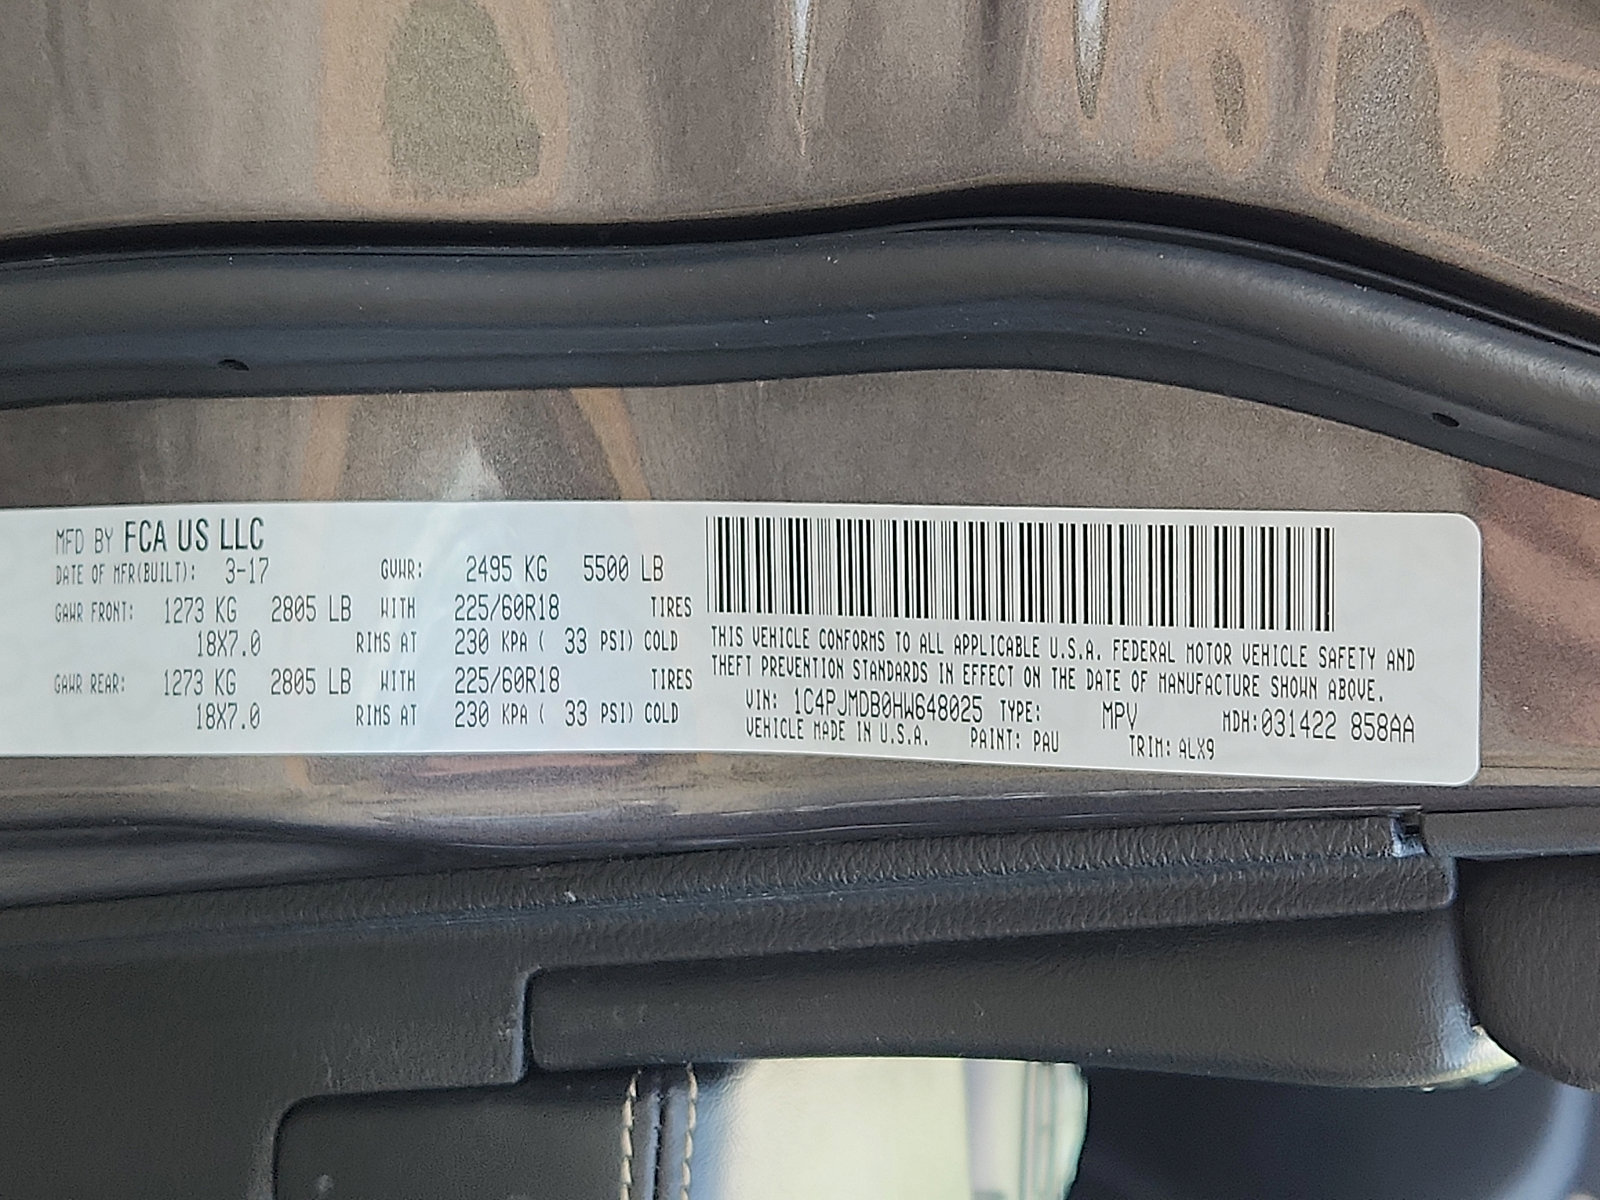 MFD BY FCA US LLC
DATE OF MFR(BUILT): 3-17 GVWR: 2495 KG 5500 LB
GAWR FRONT: 1273 KG 2805 LB WITH 225/60R18 TIRES
18X7.0 RIMS AT 230 KPA ( 33 PSI) COLD
GAWR REAR: 1273 KG 2805 LB WITH 225/60R18 TIRES
18X7.0 RIMS AT 230 KPA ( 33 PSI) COLD
THIS VEHICLE CONFORMS TO ALL APPLICABLE U.S.A. FEDERAL MOTOR VEHICLE SAFETY AND
THEFT PREVENTION STANDARDS IN EFFECT ON THE DATE OF MANUFACTURE SHOWN ABOVE.
VIN: 1C4PJMDB0HW648025 TYPE: MPV MDH:031422 858AA
VEHICLE MADE IN U.S.A. PAINT: PAU TRIM: ALX9